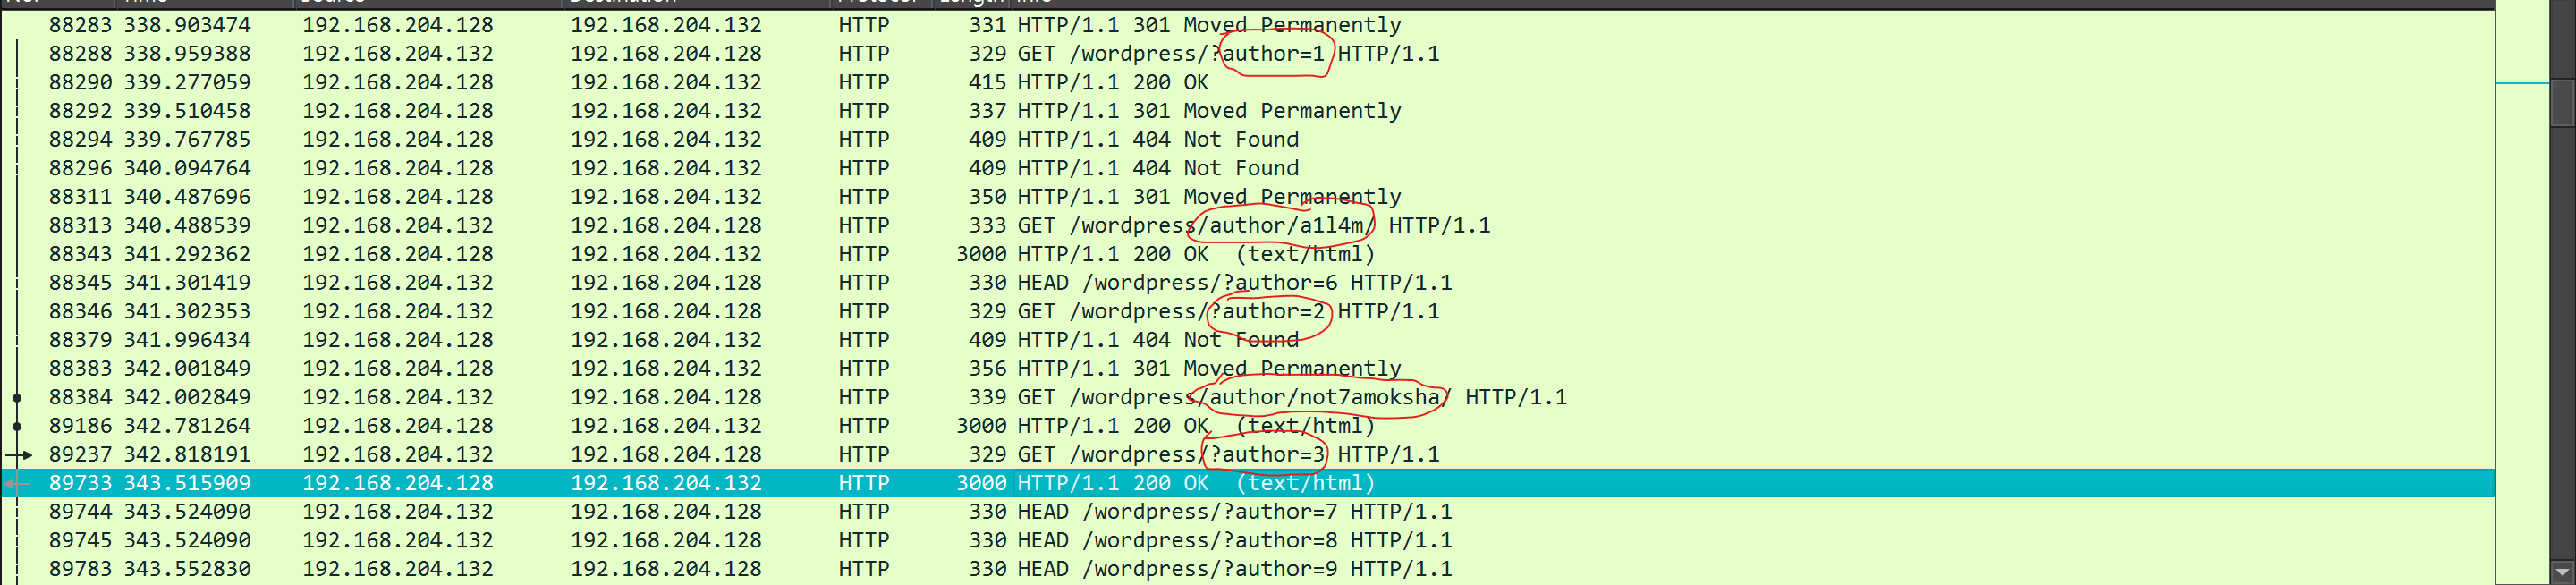 88283 338.903474 192.168.204.128 192.168.204.132 HTTP 331 HTTP/1.1 301 Moved Permanently
88288 338.959388 192.168.204.132 192.168.204.128 HTTP 329 GET /wordpress/?author=1 HTTP/1.1
88290 339.277059 192.168.204.128 192.168.204.132 HTTP 415 HTTP/1.1 200 OK
88292 339.510458 192.168.204.128 192.168.204.132 HTTP 337 HTTP/1.1 301 Moved Permanently
88294 339.767785 192.168.204.128 192.168.204.132 HTTP 409 HTTP/1.1 404 Not Found
88296 340.094764 192.168.204.128 192.168.204.132 HTTP 409 HTTP/1.1 404 Not Found
88311 340.487696 192.168.204.128 192.168.204.132 HTTP 350 HTTP/1.1 301 Moved Permanently
88313 340.488539 192.168.204.132 192.168.204.128 HTTP 333 GET /wordpress/author/a1l4m/ HTTP/1.1
88343 341.292362 192.168.204.128 192.168.204.132 HTTP 3000 HTTP/1.1 200 OK (text/html)
88345 341.301419 192.168.204.132 192.168.204.128 HTTP 330 HEAD /wordpress/?author=6 HTTP/1.1
88346 341.302353 192.168.204.132 192.168.204.128 HTTP 329 GET /wordpress/?author=2 HTTP/1.1
88379 341.996434 192.168.204.128 192.168.204.132 HTTP 409 HTTP/1.1 404 Not Found
88383 342.001849 192.168.204.128 192.168.204.132 HTTP 356 HTTP/1.1 301 Moved Permanently
88384 342.002849 192.168.204.132 192.168.204.128 HTTP 339 GET /wordpress/author/not7amoksha/ HTTP/1.1
89186 342.781264 192.168.204.128 192.168.204.132 HTTP 3000 HTTP/1.1 200 OK (text/html)
89237 342.818191 192.168.204.132 192.168.204.128 HTTP 329 GET /wordpress/?author=3 HTTP/1.1
89733 343.515909 192.168.204.128 192.168.204.132 HTTP 3000 HTTP/1.1 200 OK (text/html)
89744 343.524090 192.168.204.132 192.168.204.128 HTTP 330 HEAD /wordpress/?author=7 HTTP/1.1
89745 343.524090 192.168.204.132 192.168.204.128 HTTP 330 HEAD /wordpress/?author=8 HTTP/1.1
89783 343.552830 192.168.204.132 192.168.204.128 HTTP 330 HEAD /wordpress/?author=9 HTTP/1.1